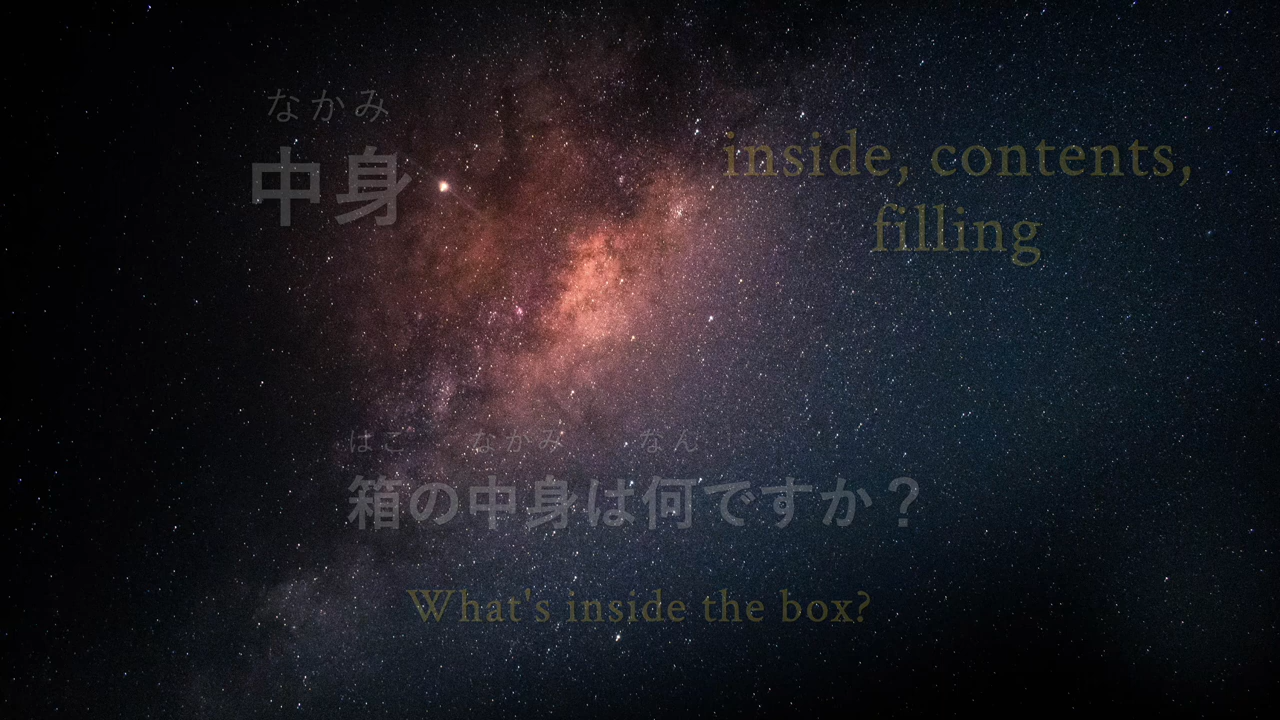 なかみ
中身
inside, contents,
filling
はこ なかみ なん
箱の中身は何ですか？
What's inside the box?